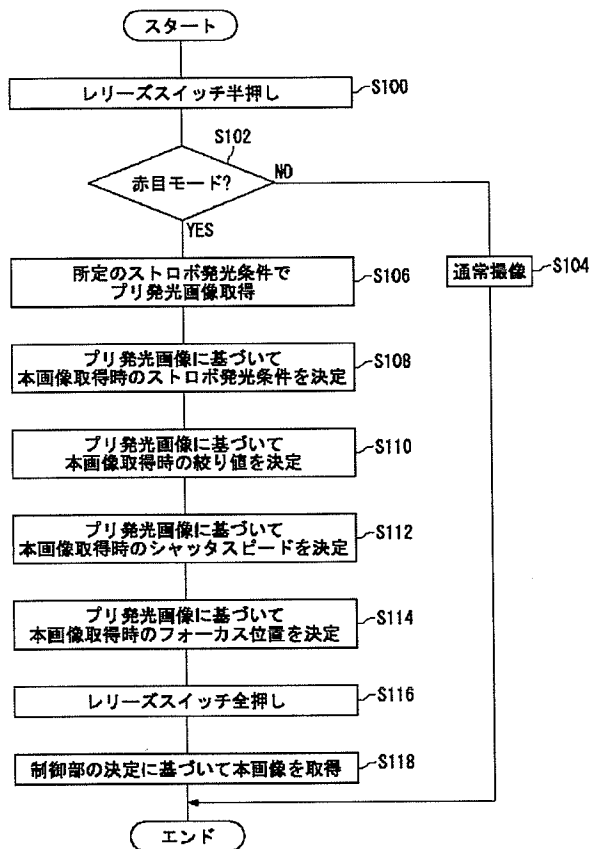 スタート
レリーズスイッチ半押し
S100
S102
赤目モード?
NO
YES
所定のストロボ発光条件で
プリ発光画像取得
S106
通常撮像
S104
プリ発光画像に基づいて
本画像取得時のストロボ発光条件を決定
S108
プリ発光画像に基づいて
本画像取得時の絞り値を決定
S110
プリ発光画像に基づいて
本画像取得時のシャッタスピードを決定
S112
プリ発光画像に基づいて
本画像取得時のフォーカス位置を決定
S114
レリーズスイッチ全押し
S116
制御部の決定に基づいて本画像を取得
S118
エンド